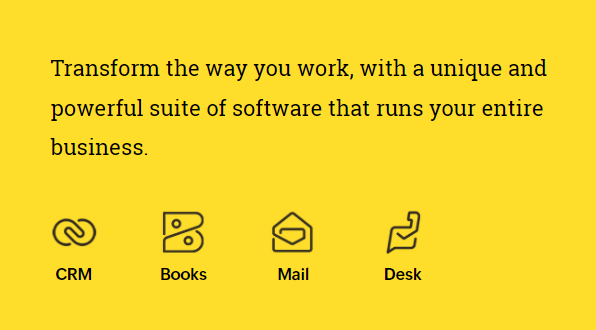 Transform the way you work, with a unique and
powerful suite of software that runs your entire
business.
CRM Books Mail Desk